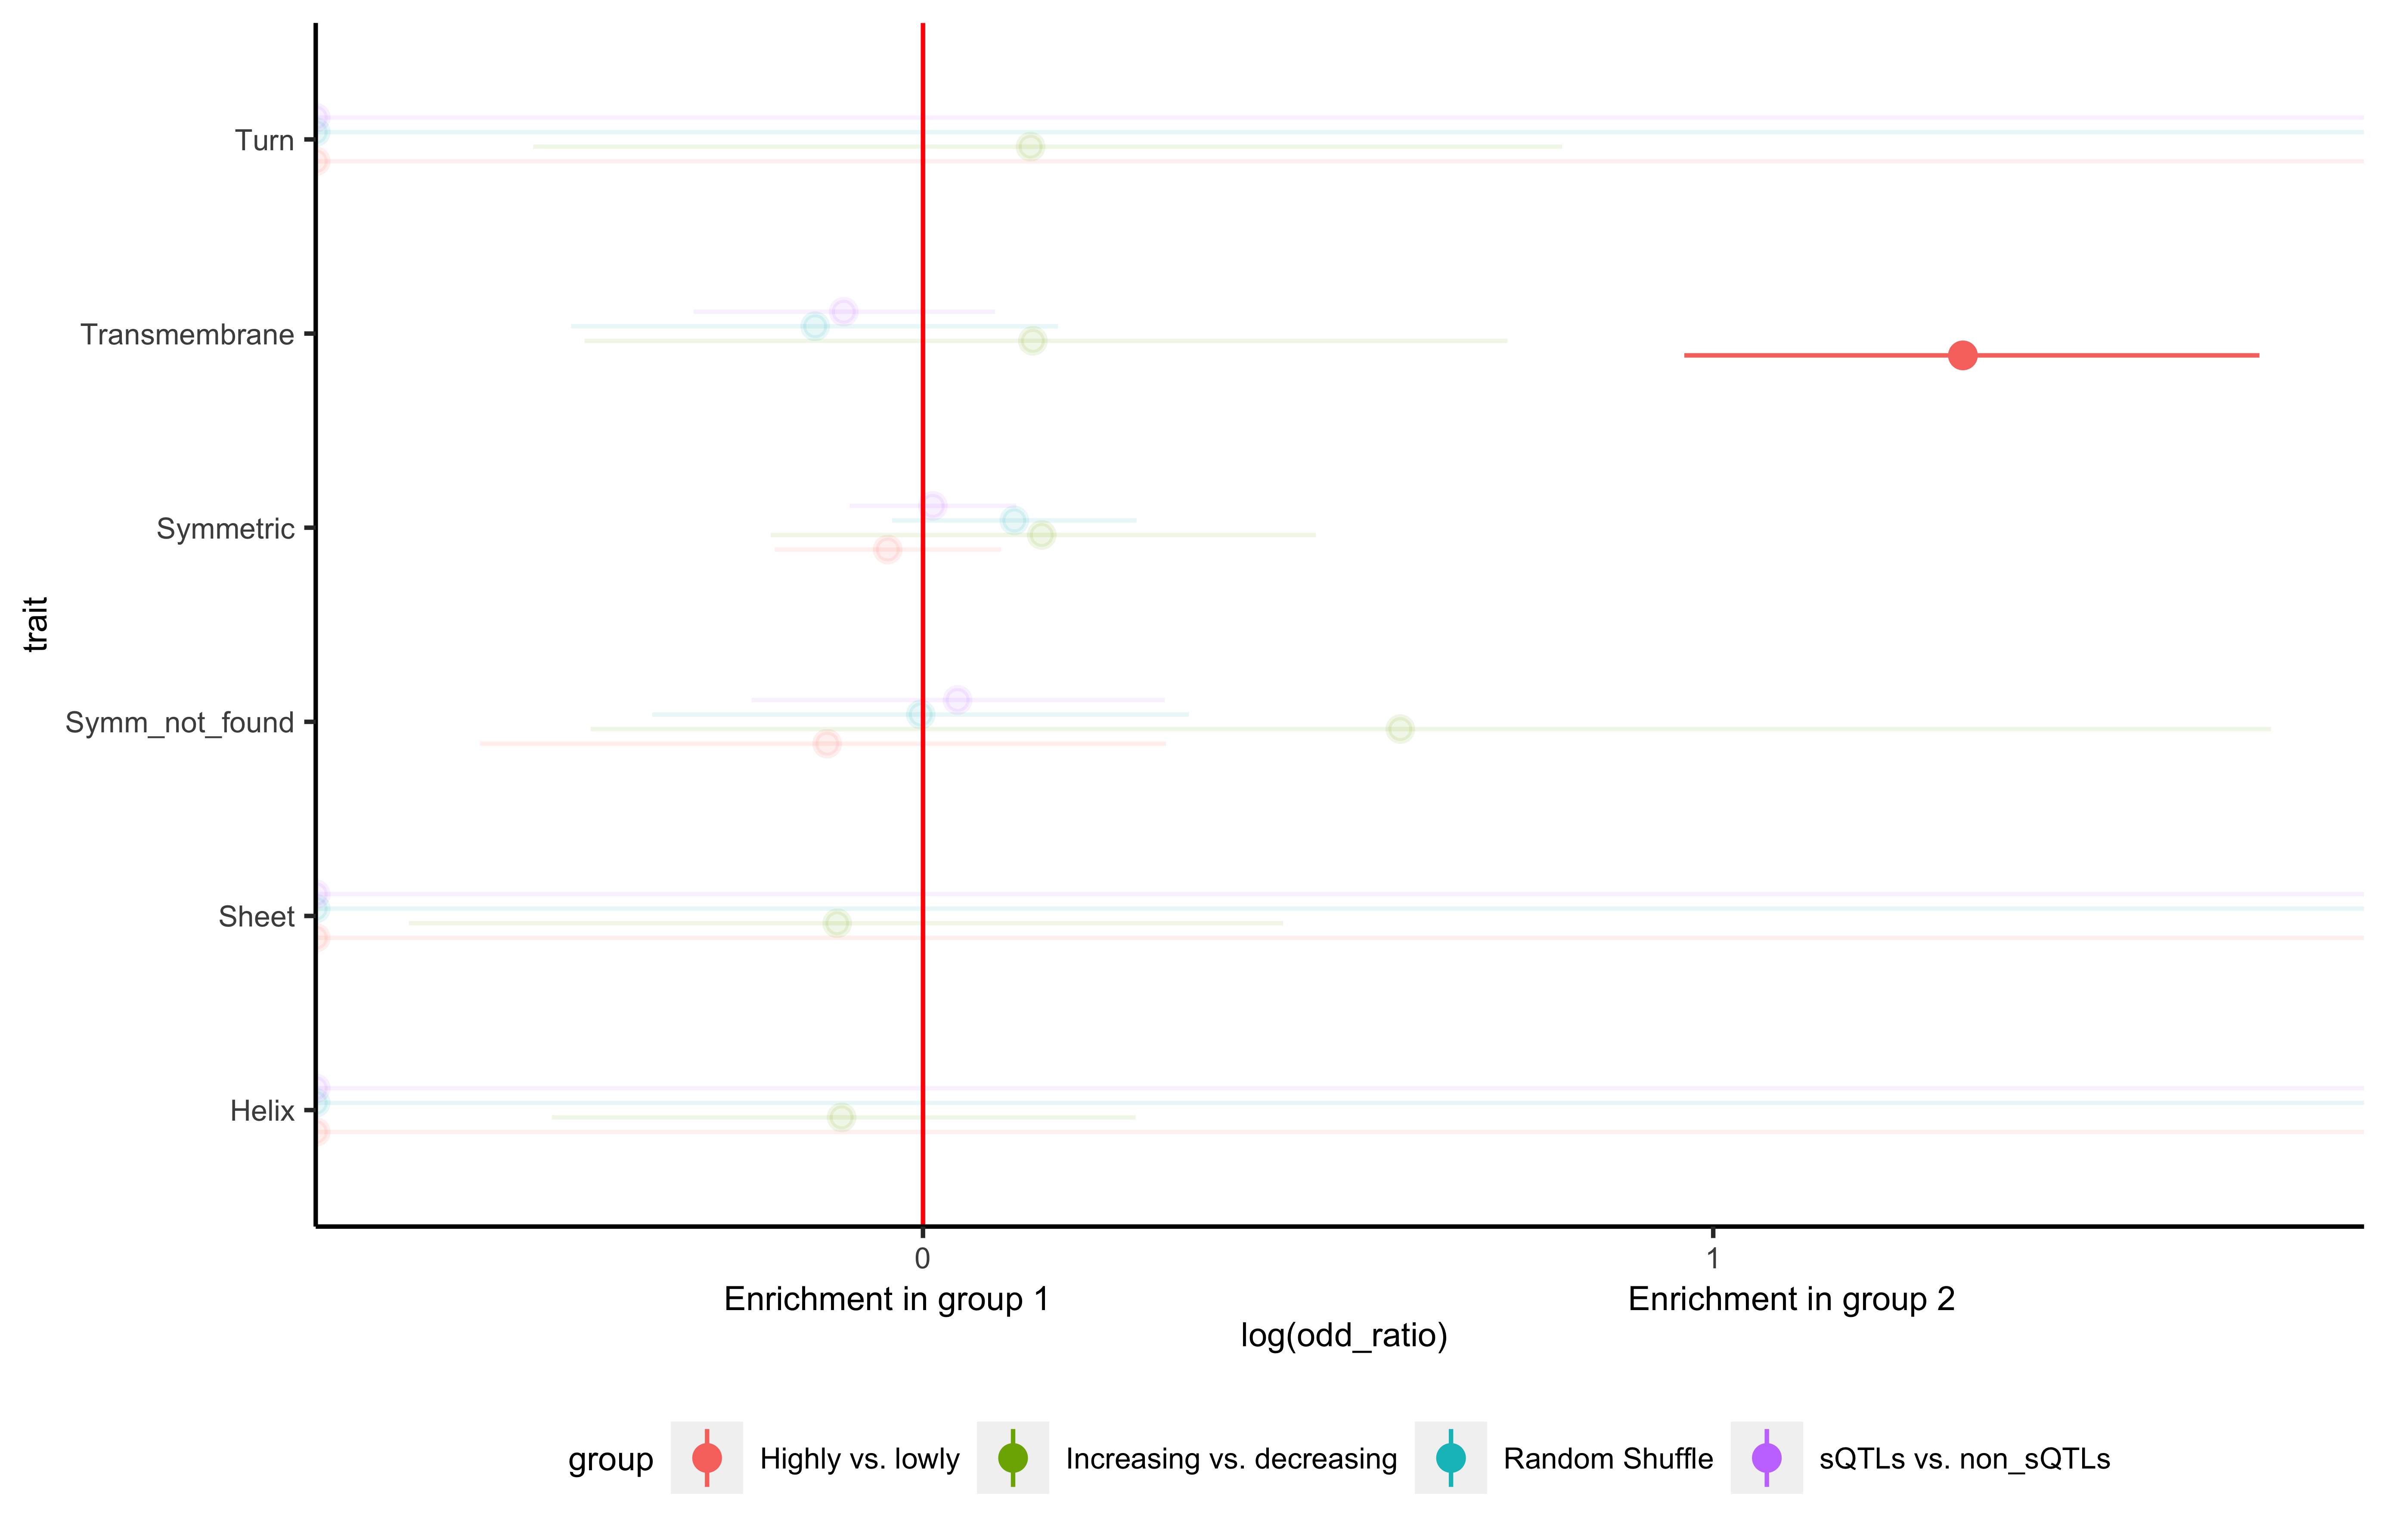 trait
Turn
Transmembrane
Symmetric
Symm_not_found
Sheet
Helix
0 1
Enrichment in group 1 Enrichment in group 2
log(odd_ratio)
group Highly vs. lowly Increasing vs. decreasing Random Shuffle sQTLs vs. non_sQTLs